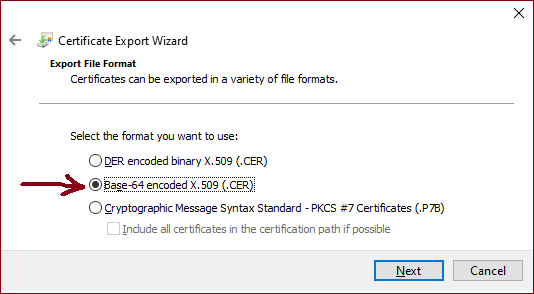 Certificate Export Wizard
Export File Format
Certificates can be exported in a variety of file formats.
Select the format you want to use:
DER encoded binary X.509 (.CER)
Base-64 encoded X.509 (.CER)
Cryptographic Message Syntax Standard - PKCS #7 Certificates (.P7B)
Include all certificates in the certification path if possible
Next
Cancel